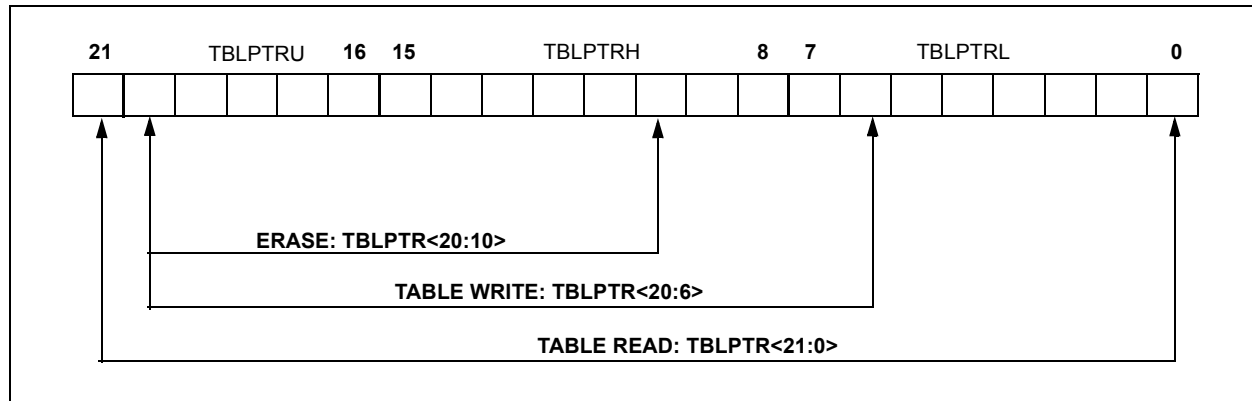 21 TBLPTRU 16 15 TBLPTRH 8 7 TBLPTRL 0
ERASE: TBLPTR<20:10>
TABLE WRITE: TBLPTR<20:6>
TABLE READ: TBLPTR<21:0>